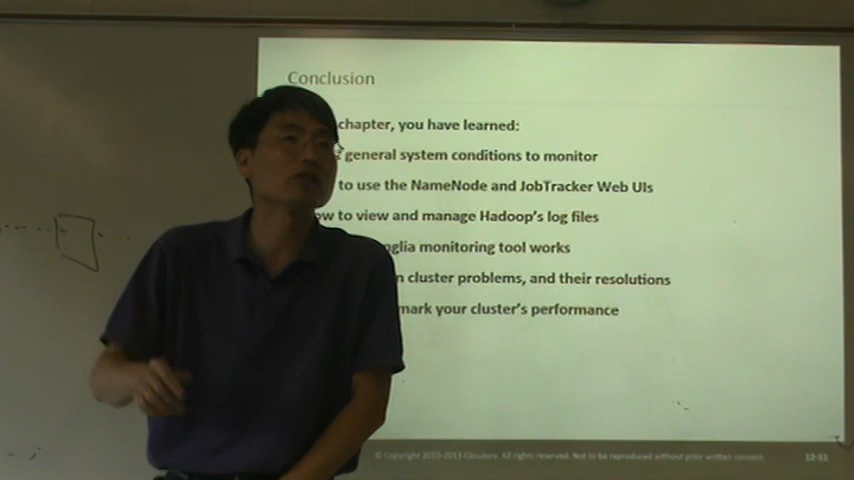 Conclusion
chapter, you have learned:
general system conditions to monitor
to use the NameNode and JobTracker Web UIs
ow to view and manage Hadoop's log files
nglia monitoring tool works
n cluster problems, and their resolutions
mark your cluster's performance
© Copyright 2010-2013 Cloudera. All rights reserved. Not to be reproduced without prior written consent.
12-51